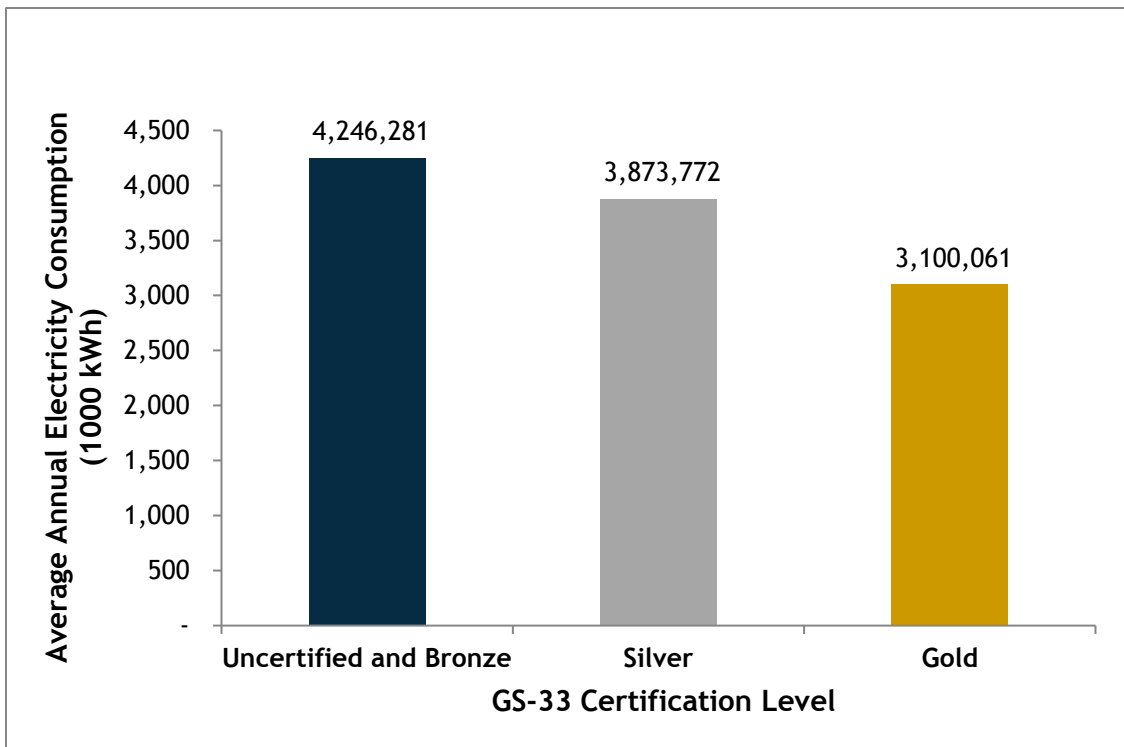 Average Annual Electricity Consumption
(1000 kWh)
4,500
4,000
3,500
3,000
2,500
2,000
1,500
1,000
500
-
4,246,281
3,873,772
3,100,061
Uncertified and Bronze
Silver
Gold
GS-33 Certification Level